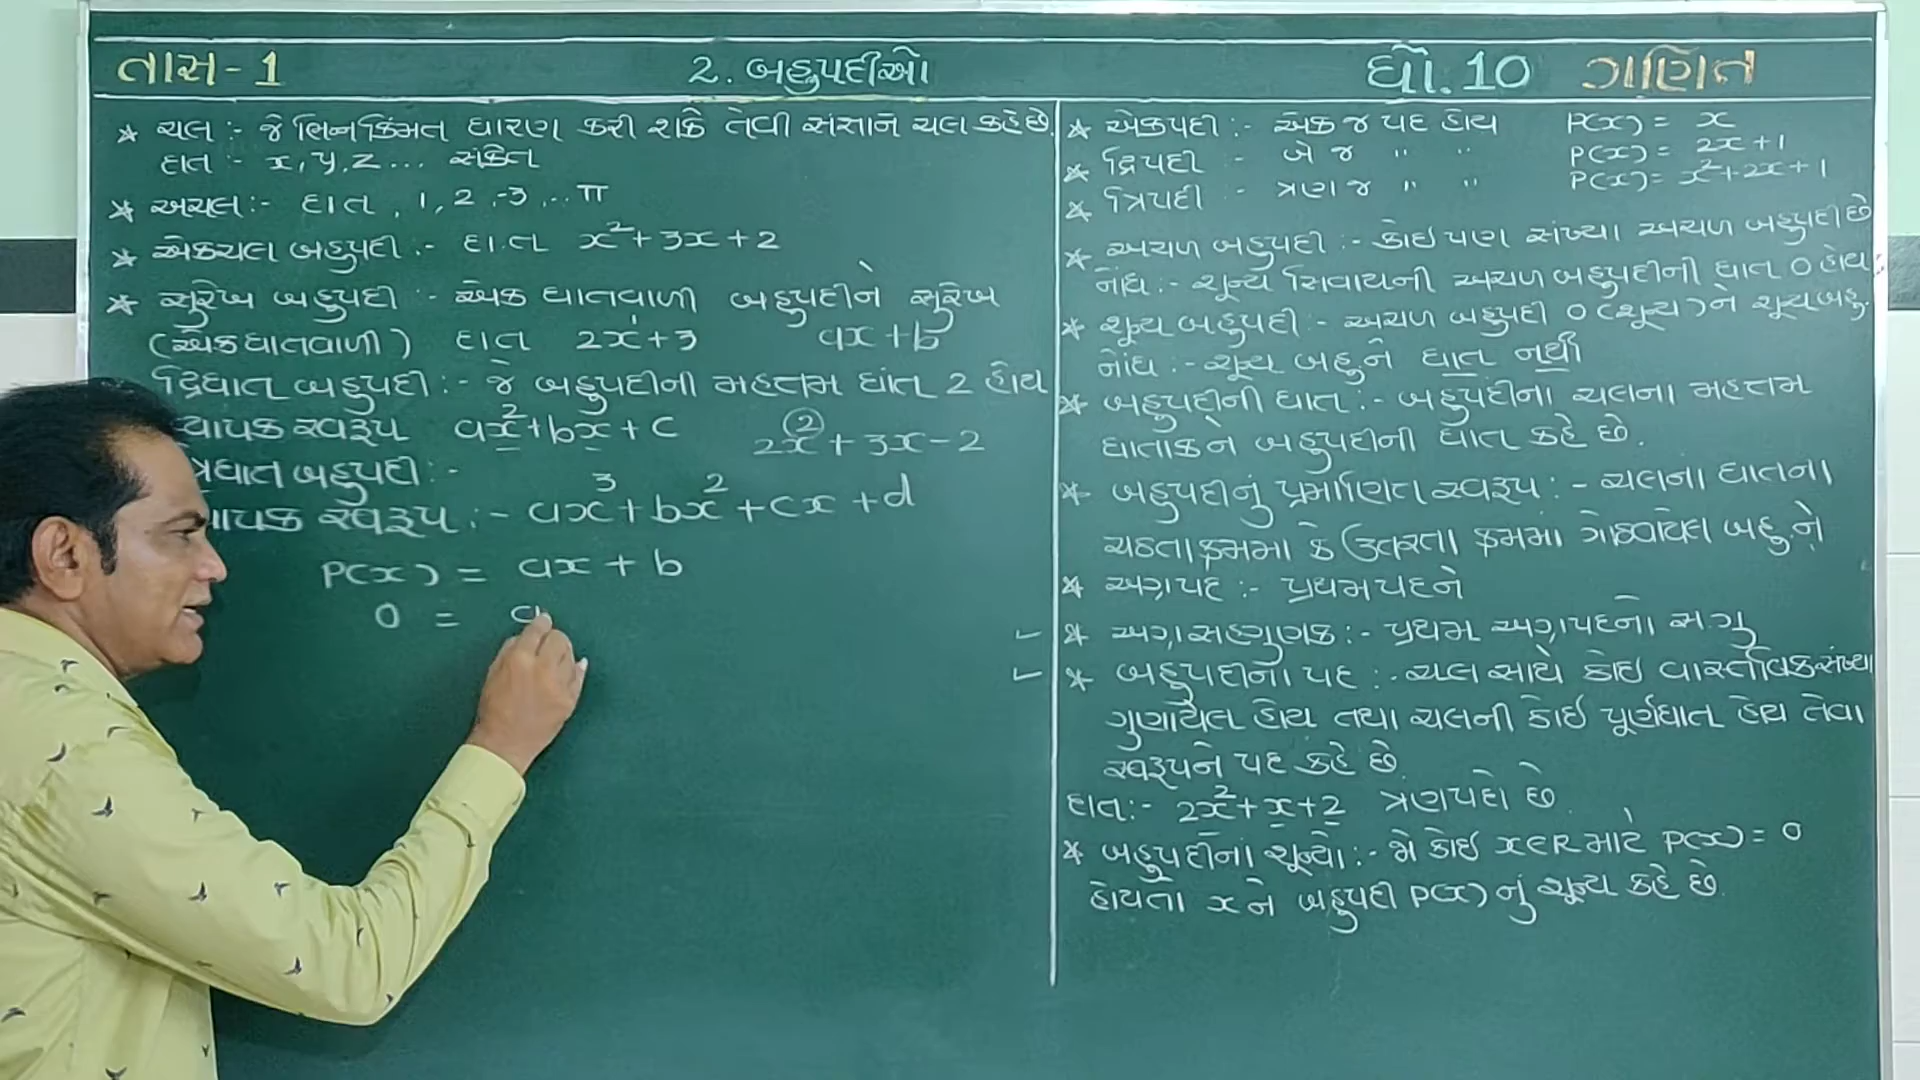 તાસ-1
2. બહુપદીઓ
ધો.10 ગણિત
* ચલ :- જે ભિન્ન કિંમત ધારણ કરી શકે તેવી સંજ્ઞાને ચલ કહે છે.
દા.ત :- x, y, z ... સંકેત
* અચલ :- દા.ત , 1, 2, -3, ... π
* એકચલ બહુપદી :- દા.ત x² + 3x + 2
* સુરેખ બહુપદી :- એક ઘાતવાળી બહુપદીને સુરેખ
(એકઘાતવાળી) દા.ત 2x + 3 ax + b
દ્વિઘાત બહુપદી :- જે બહુપદીની મહતમ ઘાત 2 હોય
વ્યાપક સ્વરૂપ ax² + bx + c 2x² + 3x - 2
ત્રિઘાત બહુપદી :-
વ્યાપક સ્વરૂપ :- ax³ + bx² + cx + d
P(x) = ax + b
0 = a
* એકપદી :- એક જ પદ હોય P(x) = x
* દ્વિપદી :- બે જ " " P(x) = 2x + 1
* ત્રિપદી :- ત્રણ જ " " P(x) = x² + 2x + 1
* અચળ બહુપદી :- કોઇ પણ સંખ્યા અચળ બહુપદી છે
નોંધ :- શૂન્ય સિવાયની અચળ બહુપદીની ઘાત 0 હોય
* શૂન્ય બહુપદી :- અચળ બહુપદી 0 (શૂન્ય) ને શૂન્ય બહુ.
નોંધ :- શૂન્ય બહુ ને ઘાત નથી
* બહુપદીની ઘાત :- બહુપદીના ચલના મહત્તમ
ઘાતાંકને બહુપદીની ઘાત કહે છે.
* બહુપદીનું પ્રમાણિત સ્વરૂપ :- ચલના ઘાતના
ચઢતા ક્રમમાં કે ઉતરતા ક્રમમાં ગોઠવાયેલ બહુ.ને
* અગ્રપદ :- પ્રથમપદને
* અગ્રસહગુણક :- પ્રથમ અગ્રપદનો સ.ગુ
* બહુપદીનાં પદ :- ચલ સાથે કોઇ વાસ્તવિક સંખ્યા
ગુણાયેલ હોય તથા ચલની કોઈ પૂર્ણઘાત હોય તેવા
સ્વરૂપને પદ કહે છે.
દા.ત :- 2x² + x + 2 ત્રણ પદો છે.
* બહુપદીનાં શૂન્યો :- જો કોઇ x∈R માટે P(x) = 0
હોય તો x ને બહુપદી P(x) નું શૂન્ય કહે છે.